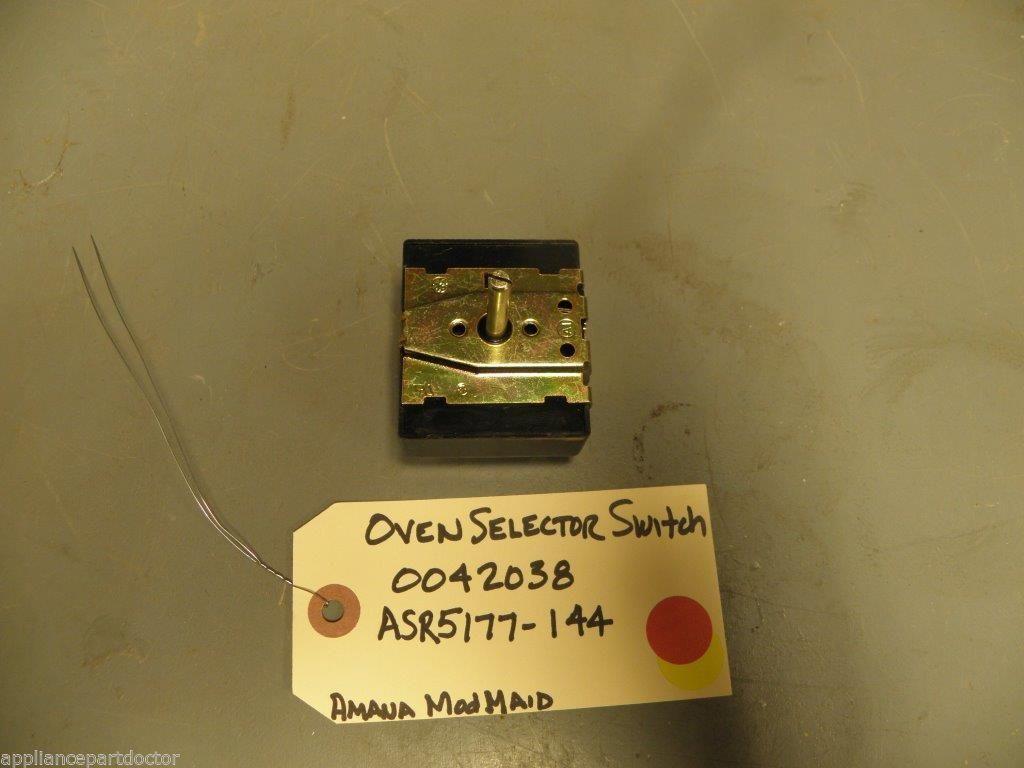 Oven Selector Switch
0042038
ASR5177-144
Amana ModMaid
appliancepartdoctor